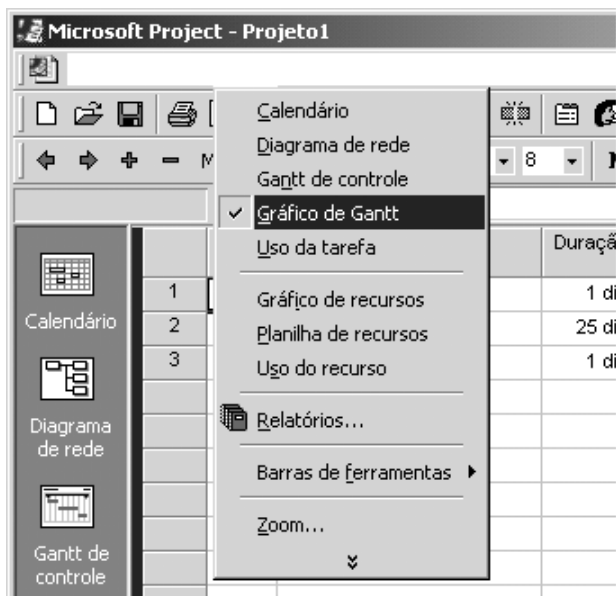 Microsoft Project - Projeto1
8
Calendário
Diagrama de rede
Gantt de controle
Gráfico de Gantt
Uso da tarefa
Gráfico de recursos
Planilha de recursos
Uso do recurso
Relatórios...
Barras de ferramentas
Zoom...
Calendário
Diagrama
de rede
Gantt de
controle
1 1 di
2 25 di
3 1 di